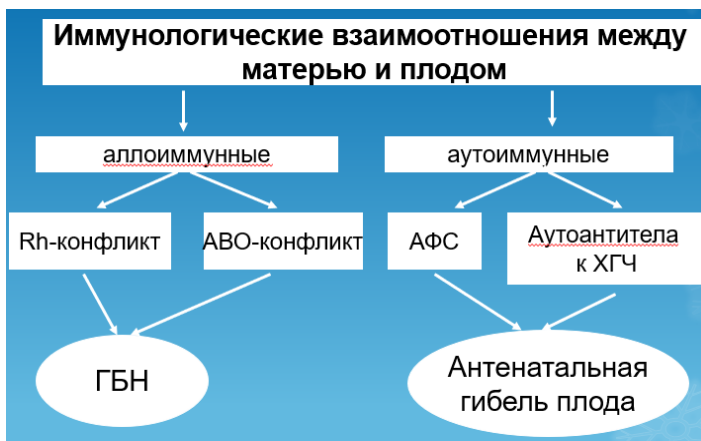 Иммунологические взаимоотношения между
матерью и плодом
аллоиммунные
аутоиммунные
Rh-конфликт
АВО-конфликт
АФС
Аутоантитела
к ХГЧ
ГБН
Антенатальная
гибель плода